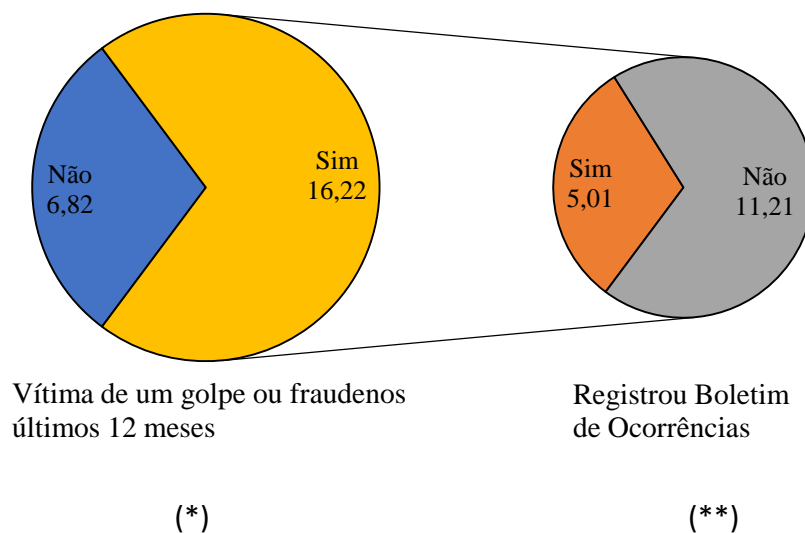 Não
6,82
Sim
16,22
Sim
5,01
Não
11,21
Vítima de um golpe ou fraudenos
últimos 12 meses
Registrou Boletim
de Ocorrências
(*)
(**)